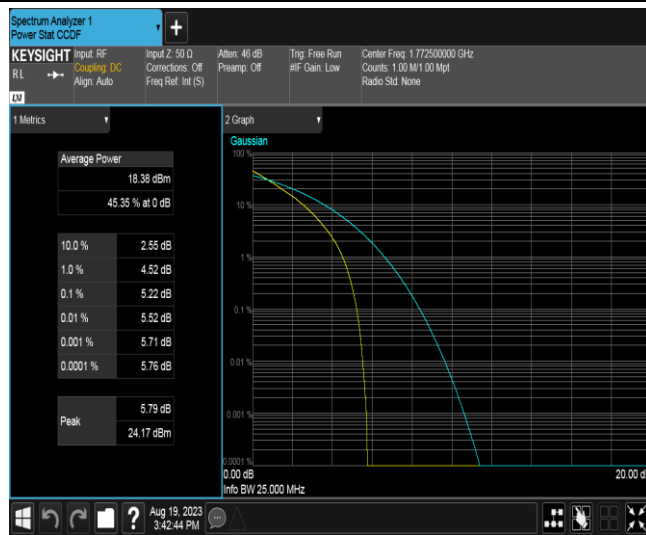 Spectrum Analyzer 1
Power Stat CCDF
+
KEYSIGHT
RL
Input: RF
Coupling: DC
Align: Auto
Input Z: 50 Ω
Corrections: Off
Freq Ref: Int (S)
Atten: 46 dB
Preamp: Off
Trig: Free Run
#IF Gain: Low
Center Freq: 1.772500000 GHz
Counts: 1.00 M/1.00 Mpt
Radio Std: None
LXI
1 Metrics
Average Power
18.38 dBm
45.35 % at 0 dB
10.0 % 2.55 dB
1.0 % 4.52 dB
0.1 % 5.22 dB
0.01 % 5.52 dB
0.001 % 5.71 dB
0.0001 % 5.76 dB
Peak
5.79 dB
24.17 dBm
2 Graph
Gaussian
100 %
10 %
1 %
0.1 %
0.01 %
0.001 %
0.0001 %
0.00 dB
20.00 d
Info BW 25.000 MHz
?
Aug 19, 2023
3:42:44 PM